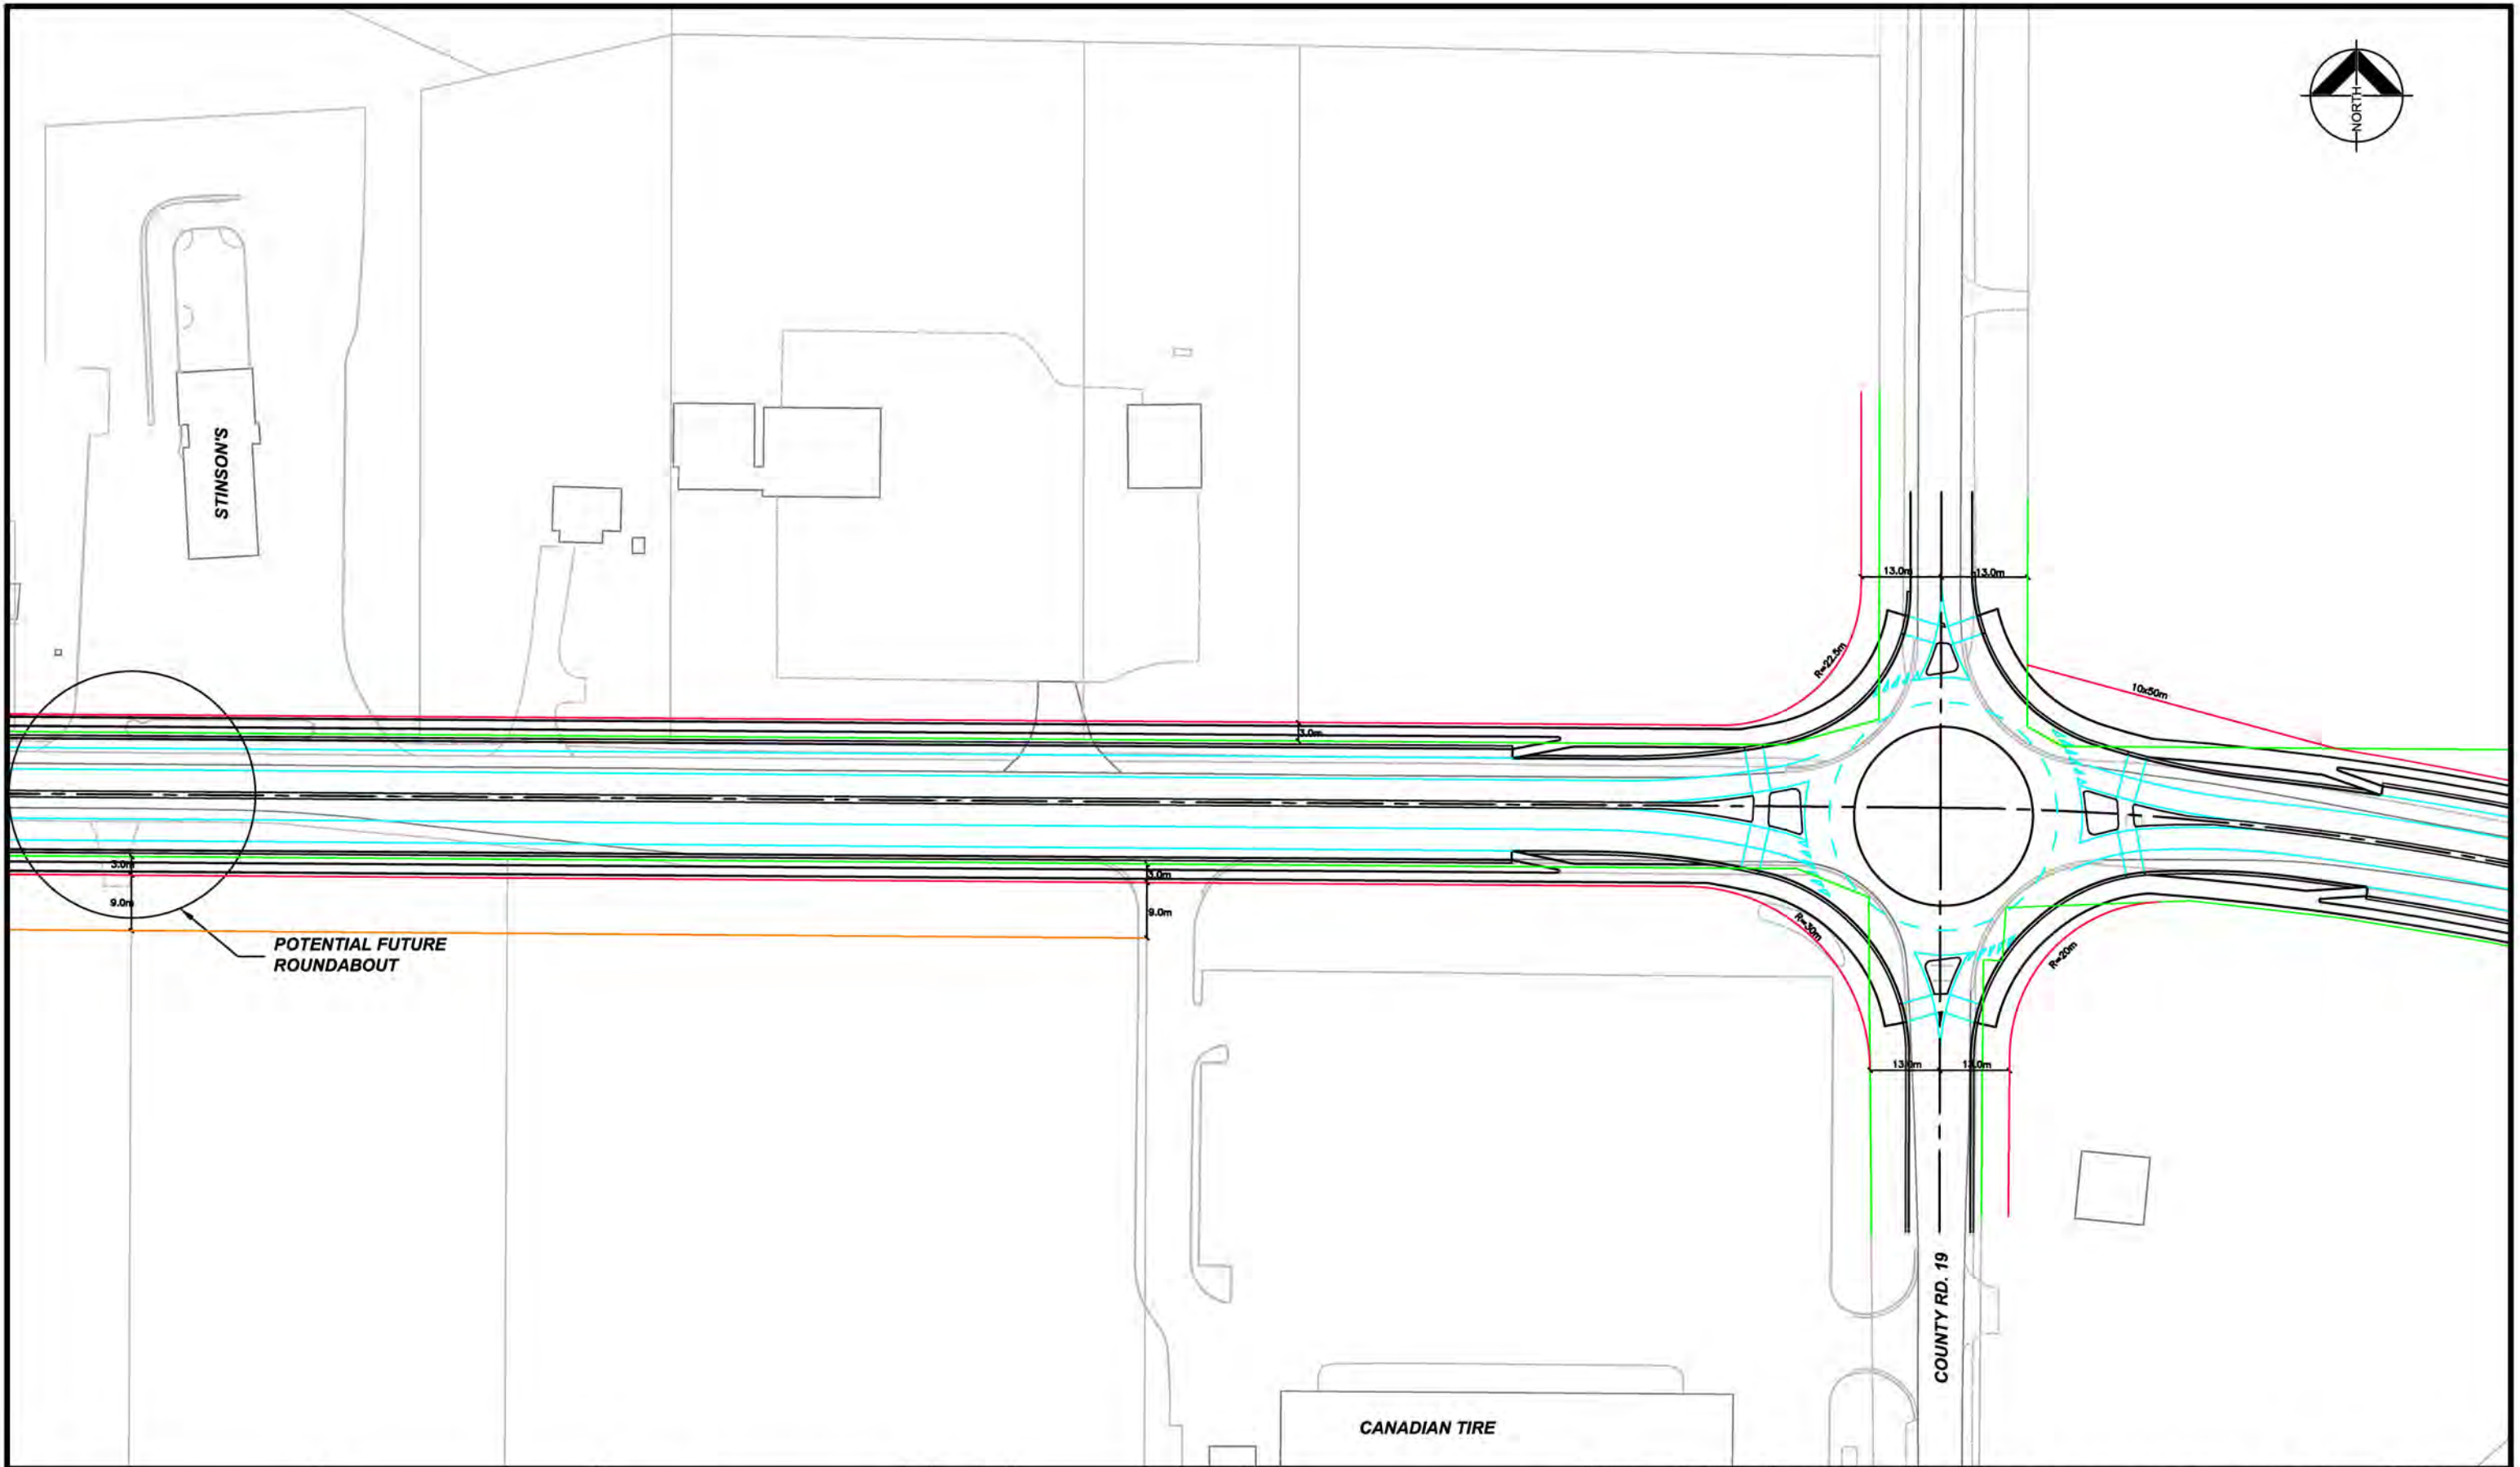 NORTH
STINSON'S
13.0m
13.0m
R=22.5m
10x50m
3.0m
3.0m
9.0m
3.0m
9.0m
POTENTIAL FUTURE
ROUNDABOUT
R=30m
R=20m
13.0m
13.0m
COUNTY RD. 19
CANADIAN TIRE